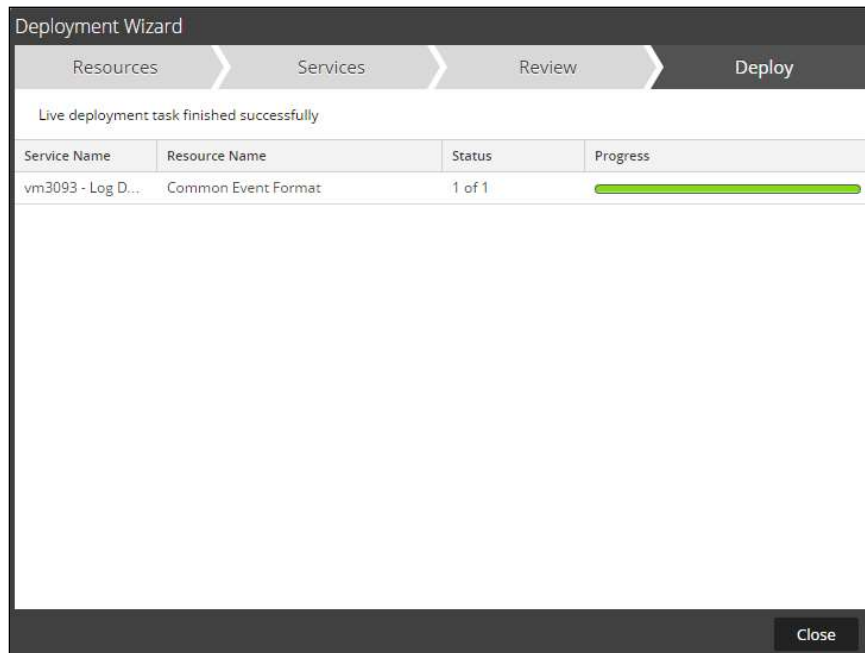 Deployment Wizard
Resources Services Review Deploy
Live deployment task finished successfully
Service Name Resource Name Status Progress
vm3093 - Log D... Common Event Format 1 of 1
Close